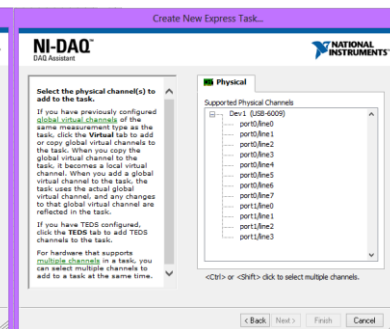 Create New Express Task...
NI-DAQ™
DAQ Assistant
NATIONAL
INSTRUMENTS™
Select the physical channel(s) to
add to the task.
If you have previously configured
global virtual channels of the
same measurement type as the
task, click the Virtual tab to add
or copy global virtual channels to
the task. When you copy the
global virtual channel to the
task, it becomes a local virtual
channel. When you add a global
virtual channel to the task, the
task uses the actual global
virtual channel, and any changes
to that global virtual channel are
reflected in the task.
If you have TEDS configured,
click the TEDS tab to add TEDS
channels to the task.
For hardware that supports
multiple channels in a task, you
can select multiple channels to
add to a task at the same time.
Physical
Supported Physical Channels
Dev1 (USB-6009)
port0/line0
port0/line1
port0/line2
port0/line3
port0/line4
port0/line5
port0/line6
port0/line7
port1/line0
port1/line1
port1/line2
port1/line3
<Ctrl> or <Shift> click to select multiple channels.
< Back
Next >
Finish
Cancel